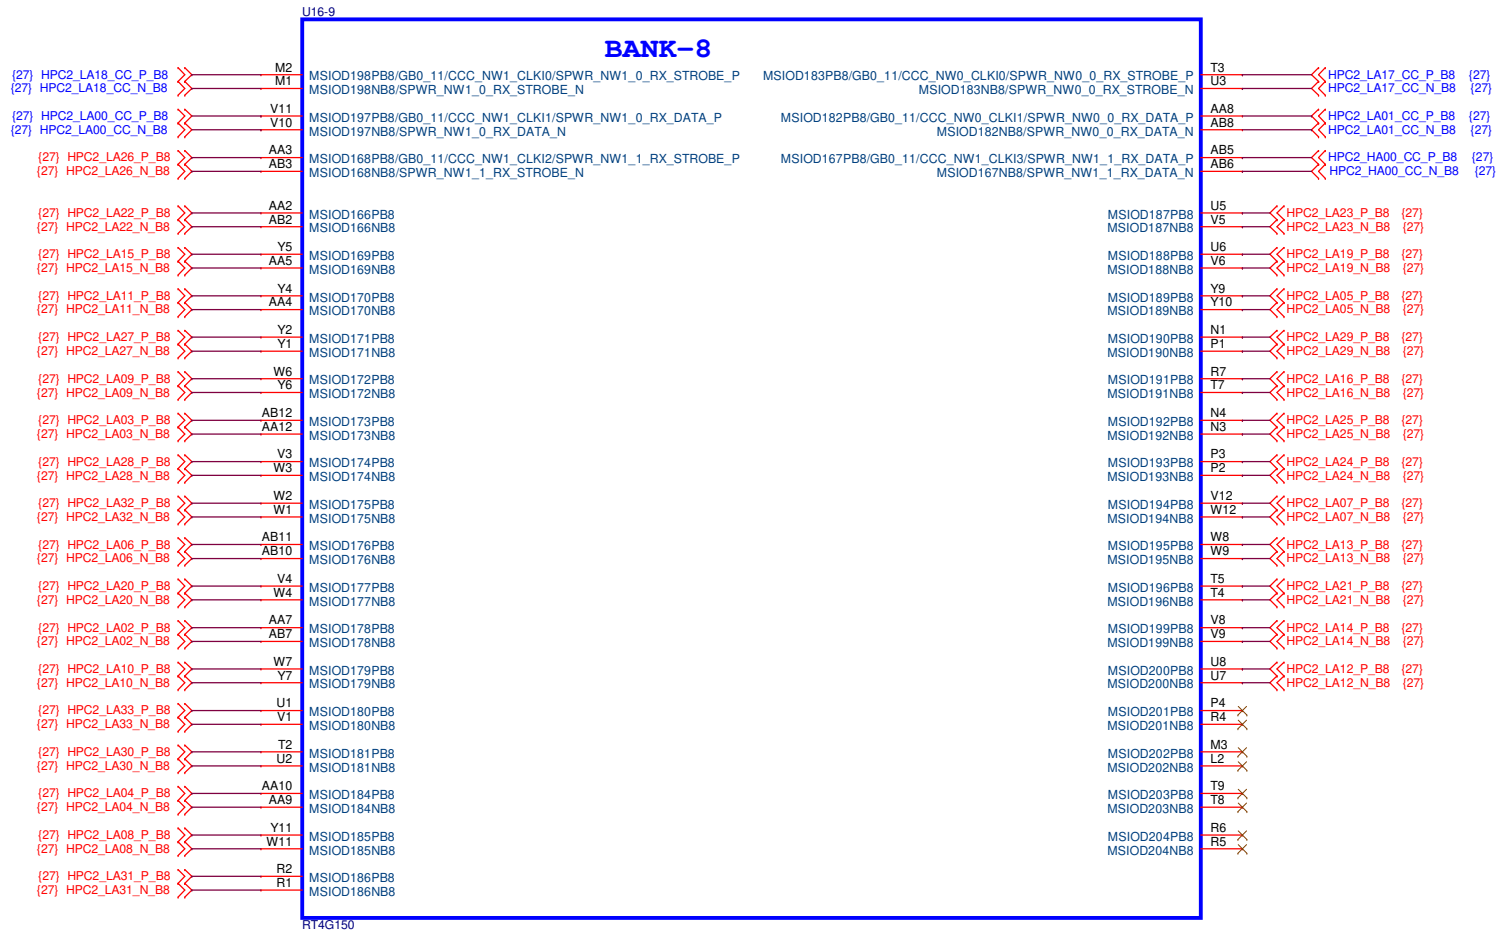 U16-9
BANK-8
{27} HPC2_LA18_CC_P_B8 M2 MSIOD198PB8/GB0_11/CCC_NW1_CLKI0/SPWR_NW1_0_RX_STROBE_P MSIOD183PB8/GB0_11/CCC_NW0_CLKI0/SPWR_NW0_0_RX_STROBE_P T3 HPC2_LA17_CC_P_B8 {27}
{27} HPC2_LA18_CC_N_B8 M1 MSIOD198NB8/SPWR_NW1_0_RX_STROBE_N MSIOD183NB8/SPWR_NW0_0_RX_STROBE_N U3 HPC2_LA17_CC_N_B8 {27}
{27} HPC2_LA00_CC_P_B8 V11 MSIOD197PB8/GB0_11/CCC_NW1_CLKI1/SPWR_NW1_0_RX_DATA_P MSIOD182PB8/GB0_11/CCC_NW0_CLKI1/SPWR_NW0_0_RX_DATA_P AA8 HPC2_LA01_CC_P_B8 {27}
{27} HPC2_LA00_CC_N_B8 V10 MSIOD197NB8/SPWR_NW1_0_RX_DATA_N MSIOD182NB8/SPWR_NW0_0_RX_DATA_N AB8 HPC2_LA01_CC_N_B8 {27}
{27} HPC2_LA26_P_B8 AA3 MSIOD168PB8/GB0_11/CCC_NW1_CLKI2/SPWR_NW1_1_RX_STROBE_P MSIOD167PB8/GB0_11/CCC_NW1_CLKI3/SPWR_NW1_1_RX_DATA_P AB5 HPC2_HA00_CC_P_B8 {27}
{27} HPC2_LA26_N_B8 AB3 MSIOD168NB8/SPWR_NW1_1_RX_STROBE_N MSIOD167NB8/SPWR_NW1_1_RX_DATA_N AB6 HPC2_HA00_CC_N_B8 {27}
{27} HPC2_LA22_P_B8 AA2 MSIOD166PB8 MSIOD187PB8 U5 HPC2_LA23_P_B8 {27}
{27} HPC2_LA22_N_B8 AB2 MSIOD166NB8 MSIOD187NB8 V5 HPC2_LA23_N_B8 {27}
{27} HPC2_LA15_P_B8 Y5 MSIOD169PB8 MSIOD188PB8 U6 HPC2_LA19_P_B8 {27}
{27} HPC2_LA15_N_B8 AA5 MSIOD169NB8 MSIOD188NB8 V6 HPC2_LA19_N_B8 {27}
{27} HPC2_LA11_P_B8 Y4 MSIOD170PB8 MSIOD189PB8 Y9 HPC2_LA05_P_B8 {27}
{27} HPC2_LA11_N_B8 AA4 MSIOD170NB8 MSIOD189NB8 Y10 HPC2_LA05_N_B8 {27}
{27} HPC2_LA27_P_B8 Y2 MSIOD171PB8 MSIOD190PB8 N1 HPC2_LA29_P_B8 {27}
{27} HPC2_LA27_N_B8 Y1 MSIOD171NB8 MSIOD190NB8 P1 HPC2_LA29_N_B8 {27}
{27} HPC2_LA09_P_B8 W6 MSIOD172PB8 MSIOD191PB8 R7 HPC2_LA16_P_B8 {27}
{27} HPC2_LA09_N_B8 Y6 MSIOD172NB8 MSIOD191NB8 T7 HPC2_LA16_N_B8 {27}
{27} HPC2_LA03_P_B8 AB12 MSIOD173PB8 MSIOD192PB8 N4 HPC2_LA25_P_B8 {27}
{27} HPC2_LA03_N_B8 AA12 MSIOD173NB8 MSIOD192NB8 N3 HPC2_LA25_N_B8 {27}
{27} HPC2_LA28_P_B8 V3 MSIOD174PB8 MSIOD193PB8 P3 HPC2_LA24_P_B8 {27}
{27} HPC2_LA28_N_B8 W3 MSIOD174NB8 MSIOD193NB8 P2 HPC2_LA24_N_B8 {27}
{27} HPC2_LA32_P_B8 W2 MSIOD175PB8 MSIOD194PB8 V12 HPC2_LA07_P_B8 {27}
{27} HPC2_LA32_N_B8 W1 MSIOD175NB8 MSIOD194NB8 W12 HPC2_LA07_N_B8 {27}
{27} HPC2_LA06_P_B8 AB11 MSIOD176PB8 MSIOD195PB8 W8 HPC2_LA13_P_B8 {27}
{27} HPC2_LA06_N_B8 AB10 MSIOD176NB8 MSIOD195NB8 W9 HPC2_LA13_N_B8 {27}
{27} HPC2_LA20_P_B8 V4 MSIOD177PB8 MSIOD196PB8 T5 HPC2_LA21_P_B8 {27}
{27} HPC2_LA20_N_B8 W4 MSIOD177NB8 MSIOD196NB8 T4 HPC2_LA21_N_B8 {27}
{27} HPC2_LA02_P_B8 AA7 MSIOD178PB8 MSIOD199PB8 V8 HPC2_LA14_P_B8 {27}
{27} HPC2_LA02_N_B8 AB7 MSIOD178NB8 MSIOD199NB8 V9 HPC2_LA14_N_B8 {27}
{27} HPC2_LA10_P_B8 W7 MSIOD179PB8 MSIOD200PB8 U8 HPC2_LA12_P_B8 {27}
{27} HPC2_LA10_N_B8 Y7 MSIOD179NB8 MSIOD200NB8 U7 HPC2_LA12_N_B8 {27}
{27} HPC2_LA33_P_B8 U1 MSIOD180PB8 MSIOD201PB8 P4
{27} HPC2_LA33_N_B8 V1 MSIOD180NB8 MSIOD201NB8 R4
{27} HPC2_LA30_P_B8 T2 MSIOD181PB8 MSIOD202PB8 M3
{27} HPC2_LA30_N_B8 U2 MSIOD181NB8 MSIOD202NB8 L2
{27} HPC2_LA04_P_B8 AA10 MSIOD184PB8 MSIOD203PB8 T9
{27} HPC2_LA04_N_B8 AA9 MSIOD184NB8 MSIOD203NB8 T8
{27} HPC2_LA08_P_B8 Y11 MSIOD185PB8 MSIOD204PB8 R6
{27} HPC2_LA08_N_B8 W11 MSIOD185NB8 MSIOD204NB8 R5
{27} HPC2_LA31_P_B8 R2 MSIOD186PB8
{27} HPC2_LA31_N_B8 R1 MSIOD186NB8
RT4G150